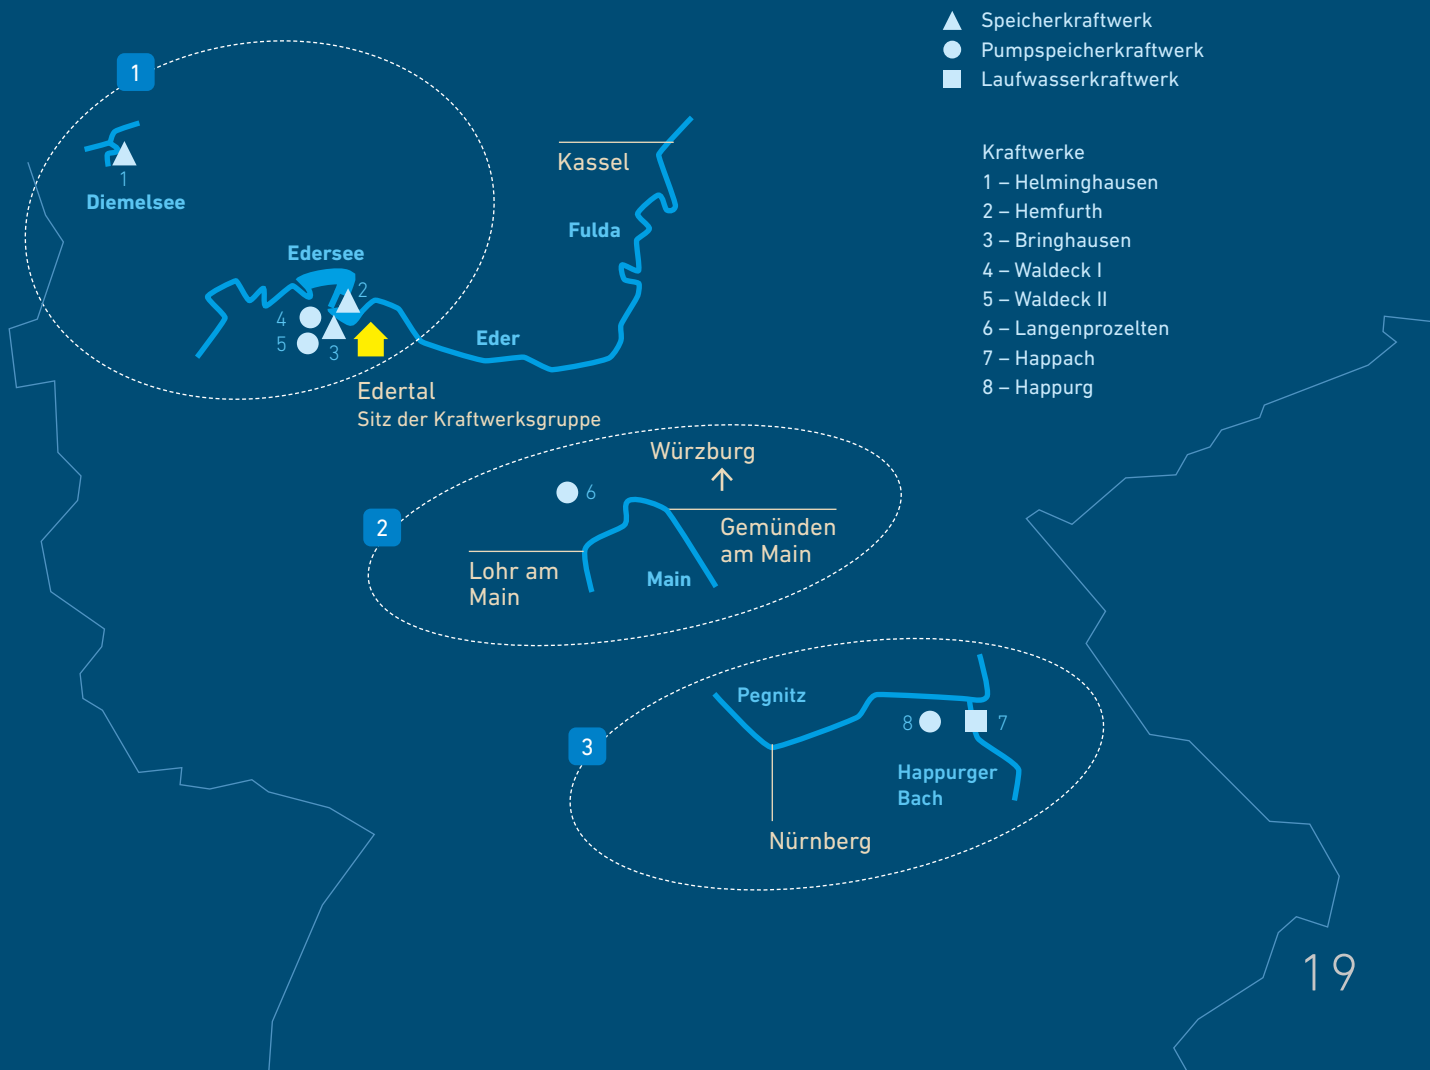 Speicherkraftwerk
Pumpspeicherkraftwerk
Laufwasserkraftwerk
Kraftwerke
1 – Helminghausen
2 – Hemfurth
3 – Bringhausen
4 – Waldeck I
5 – Waldeck II
6 – Langenprozelten
7 – Happach
8 – Happurg
1
1
Diemelsee
Kassel
Fulda
Edersee
2
4
5
3
Eder
Edertal
Sitz der Kraftwerksgruppe
2
Würzburg
6
Gemünden
am Main
Lohr am
Main
Main
3
Pegnitz
8
7
Happurger
Bach
Nürnberg
19